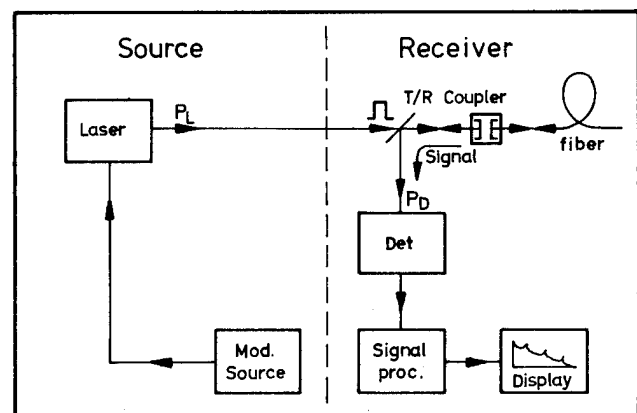 Source
Receiver
Laser
P_L
T/R Coupler
fiber
Signal
P_D
Det
Mod.
Source
Signal
proc.
Display